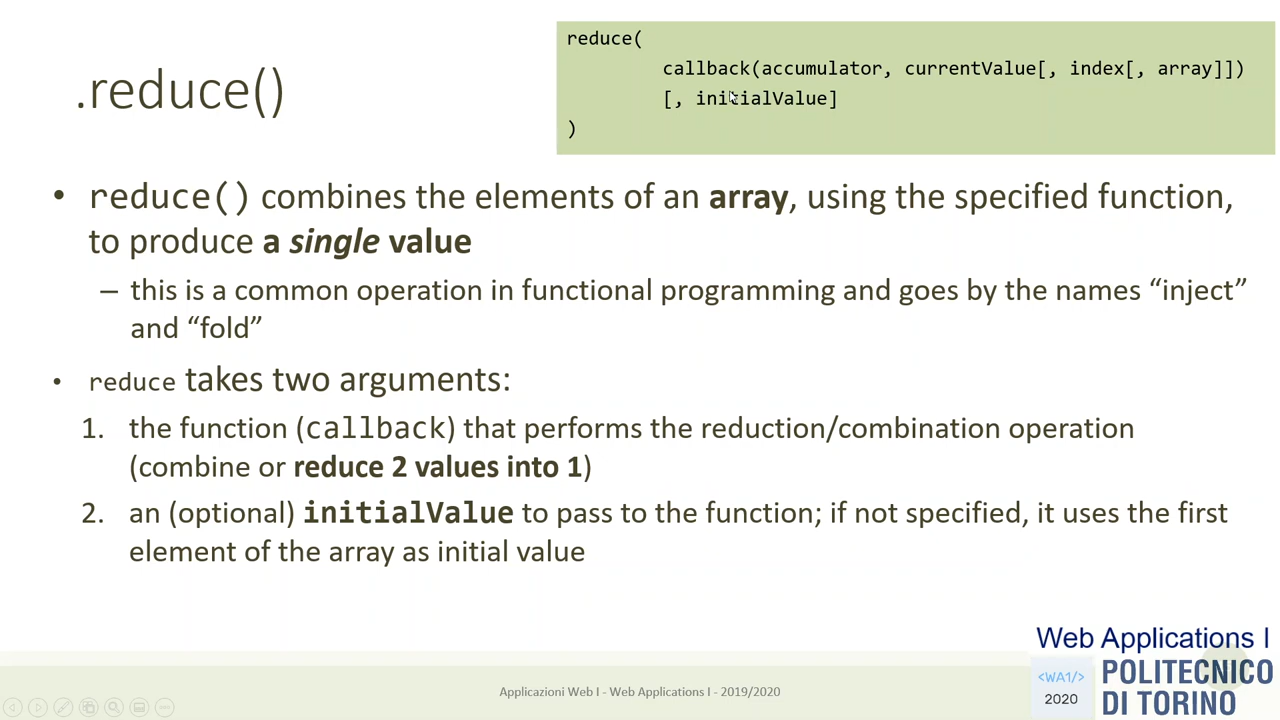 .reduce()
reduce(
callback(accumulator, currentValue[, index[, array]])
[, initialValue]
)
• reduce() combines the elements of an array, using the specified function,
to produce a single value
– this is a common operation in functional programming and goes by the names “inject”
and “fold”
• reduce takes two arguments:
1. the function (callback) that performs the reduction/combination operation
(combine or reduce 2 values into 1)
2. an (optional) initialValue to pass to the function; if not specified, it uses the first
element of the array as initial value
Applicazioni Web I - Web Applications I - 2019/2020
Web Applications I
<WA1/>
2020
POLITECNICO
DI TORINO